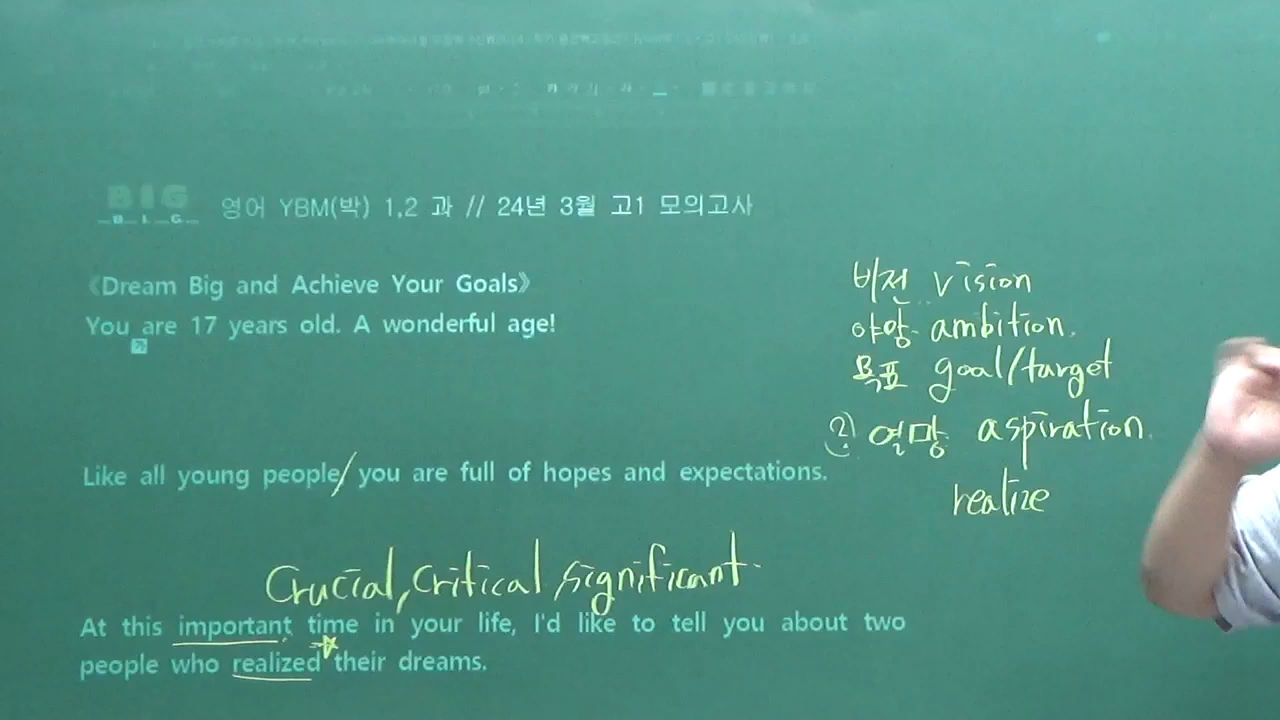 BIG
B I G
영어 YBM(박) 1,2 과 // 24년 3월 고1 모의고사
《Dream Big and Achieve Your Goals》
You are 17 years old. A wonderful age!
가
비전 vision
야망 ambition.
목표 goal/target
2) 열망 aspiration.
realize
Like all young people/ you are full of hopes and expectations.
Crucial, critical, significant.
At this important time in your life, I'd like to tell you about two
people who realized their dreams.